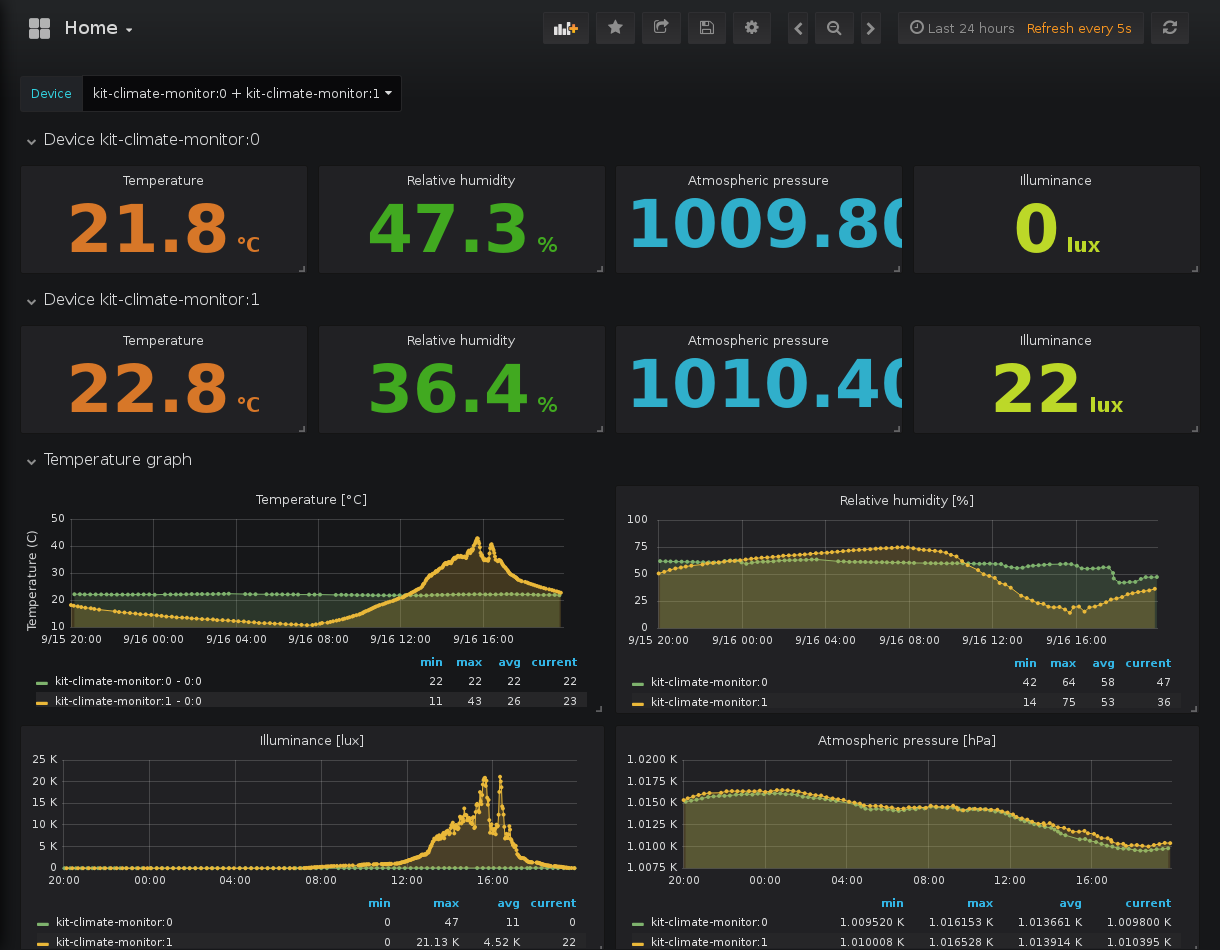 Home
Last 24 hours Refresh every 5s
Device kit-climate-monitor:0 + kit-climate-monitor:1
Device kit-climate-monitor:0
Temperature Relative humidity Atmospheric pressure Illuminance
21.8 °C 47.3 % 1009.80 0 lux
Device kit-climate-monitor:1
Temperature Relative humidity Atmospheric pressure Illuminance
22.8 °C 36.4 % 1010.40 22 lux
Temperature graph
Temperature [°C]
Temperature (C)
50
40
30
20
10
9/15 20:00 9/16 00:00 9/16 04:00 9/16 08:00 9/16 12:00 9/16 16:00
min max avg current
kit-climate-monitor:0 - 0:0 22 22 22 22
kit-climate-monitor:1 - 0:0 11 43 26 23
Relative humidity [%]
100
75
50
25
0
9/15 20:00 9/16 00:00 9/16 04:00 9/16 08:00 9/16 12:00 9/16 16:00
min max avg current
kit-climate-monitor:0 42 64 58 47
kit-climate-monitor:1 14 75 53 36
Illuminance [lux]
25 K
20 K
15 K
10 K
5 K
0
20:00 00:00 04:00 08:00 12:00 16:00
min max avg current
kit-climate-monitor:0 0 47 11 0
kit-climate-monitor:1 0 21.13 K 4.52 K 22
Atmospheric pressure [hPa]
1.0200 K
1.0175 K
1.0150 K
1.0125 K
1.0100 K
1.0075 K
20:00 00:00 04:00 08:00 12:00 16:00
min max avg current
kit-climate-monitor:0 1.009520 K 1.016153 K 1.013661 K 1.009800 K
kit-climate-monitor:1 1.010008 K 1.016528 K 1.013914 K 1.010395 K